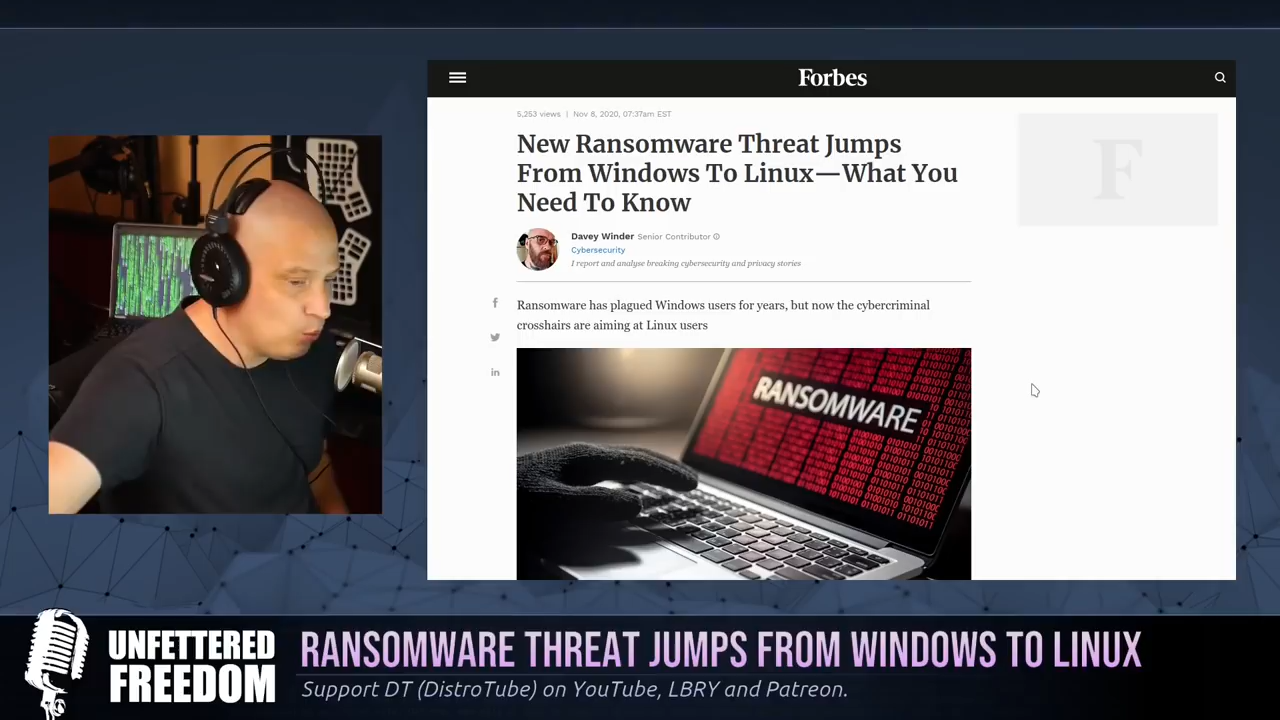 Forbes
5,253 views | Nov 8, 2020, 07:37am EST
New Ransomware Threat Jumps
From Windows To Linux—What You
Need To Know
Davey Winder Senior Contributor
Cybersecurity
I report and analyse breaking cybersecurity and privacy stories
Ransomware has plagued Windows users for years, but now the cybercriminal
crosshairs are aiming at Linux users
F
RANSOMWARE
UNFETTERED
FREEDOM
RANSOMWARE THREAT JUMPS FROM WINDOWS TO LINUX
Support DT (DistroTube) on YouTube, LBRY and Patreon.